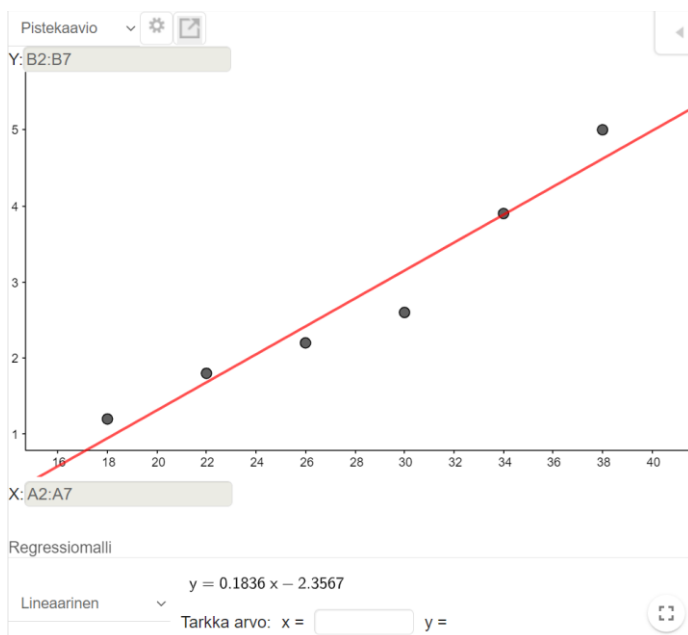 Pistekaavio
Y: B2:B7
5
4
3
2
1
16 18 20 22 24 26 28 30 32 34 36 38 40
X: A2:A7
Regressiomalli
y = 0.1836 x − 2.3567
Lineaarinen
Tarkka arvo: x = y =